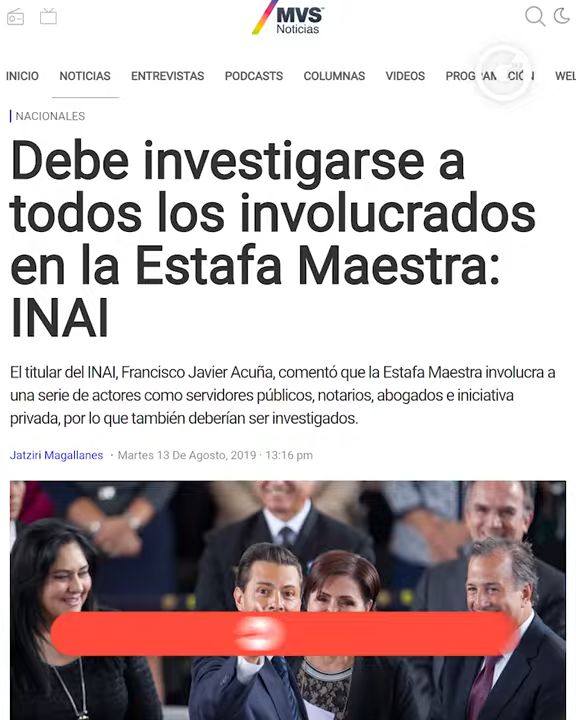 MVS
Noticias
INICIO NOTICIAS ENTREVISTAS PODCASTS COLUMNAS VIDEOS PROGRAMACIÓN WEL
NACIONALES
Debe investigarse a
todos los involucrados
en la Estafa Maestra:
INAI
El titular del INAI, Francisco Javier Acuña, comentó que la Estafa Maestra involucra a
una serie de actores como servidores públicos, notarios, abogados e iniciativa
privada, por lo que también deberían ser investigados.
Jatziri Magallanes · Martes 13 De Agosto, 2019 · 13:16 pm